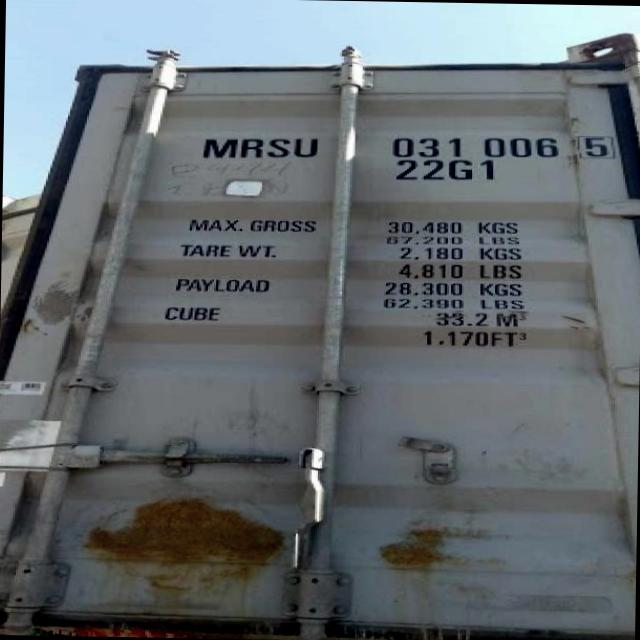 MRSU 031 006 5
22G1
MAX. GROSS 30,480 KGS
67,200 LBS
TARE WT. 2,180 KGS
4,810 LBS
PAYLOAD 28,300 KGS
62,390 LBS
CUBE 33.2 M³
1,170FT³